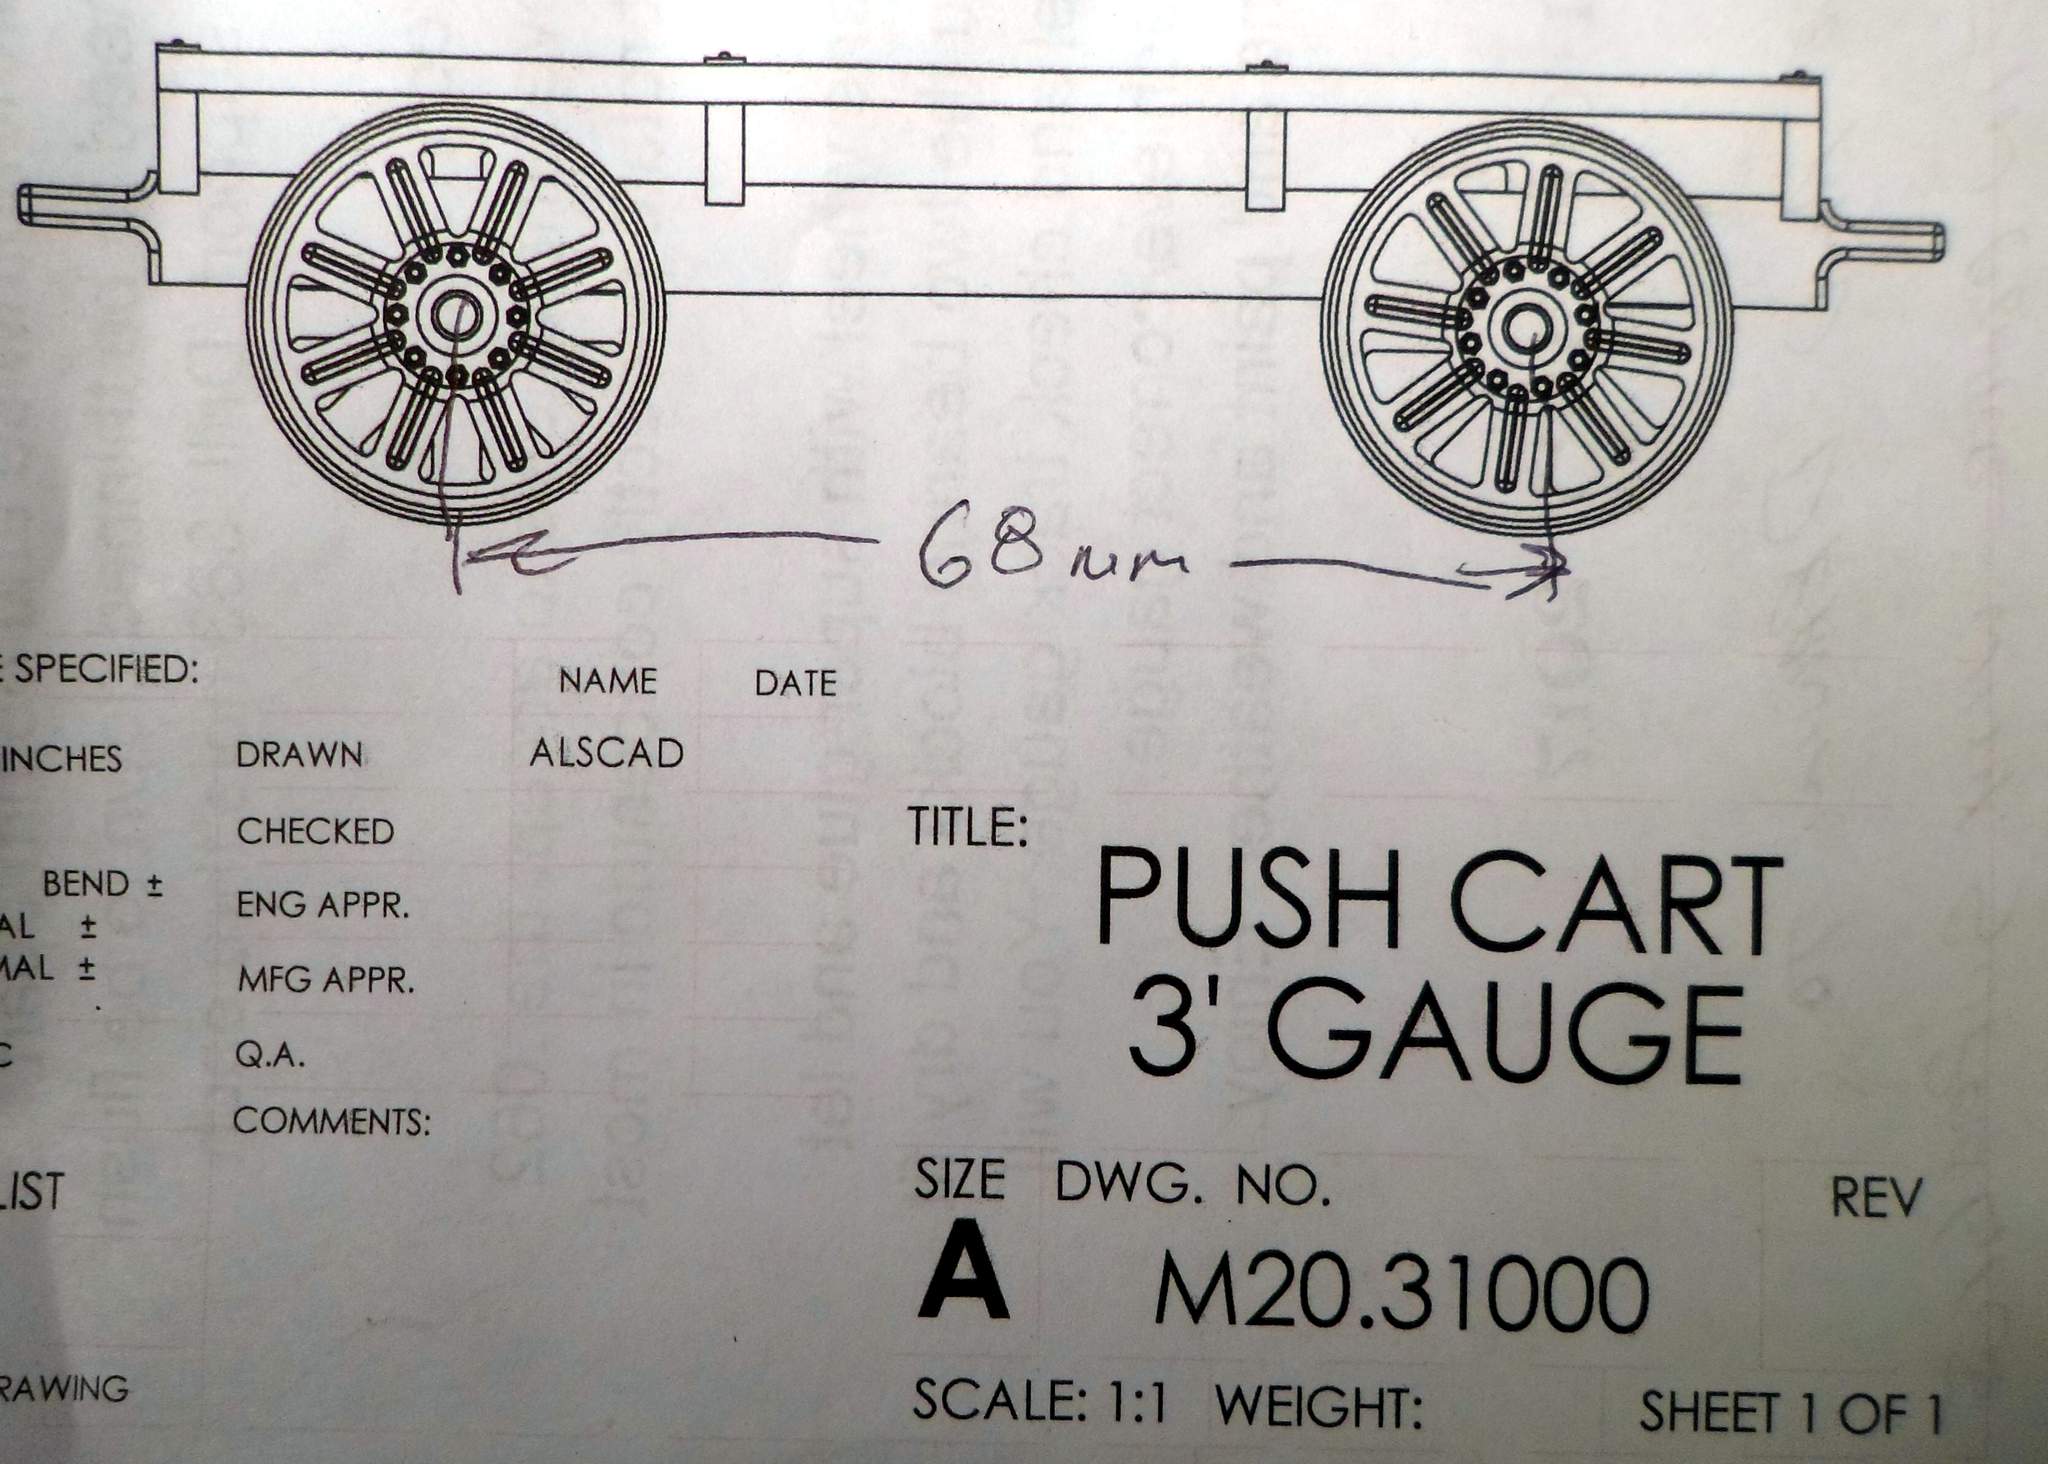 68 mm
E SPECIFIED:
NAME DATE
INCHES
DRAWN ALSCAD
CHECKED
TITLE:
PUSH CART
3' GAUGE
BEND ±
AL ±
MAL ±
ENG APPR.
MFG APPR.
C
Q.A.
COMMENTS:
LIST
SIZE DWG. NO. REV
A M20.31000
RAWING
SCALE: 1:1 WEIGHT: SHEET 1 OF 1